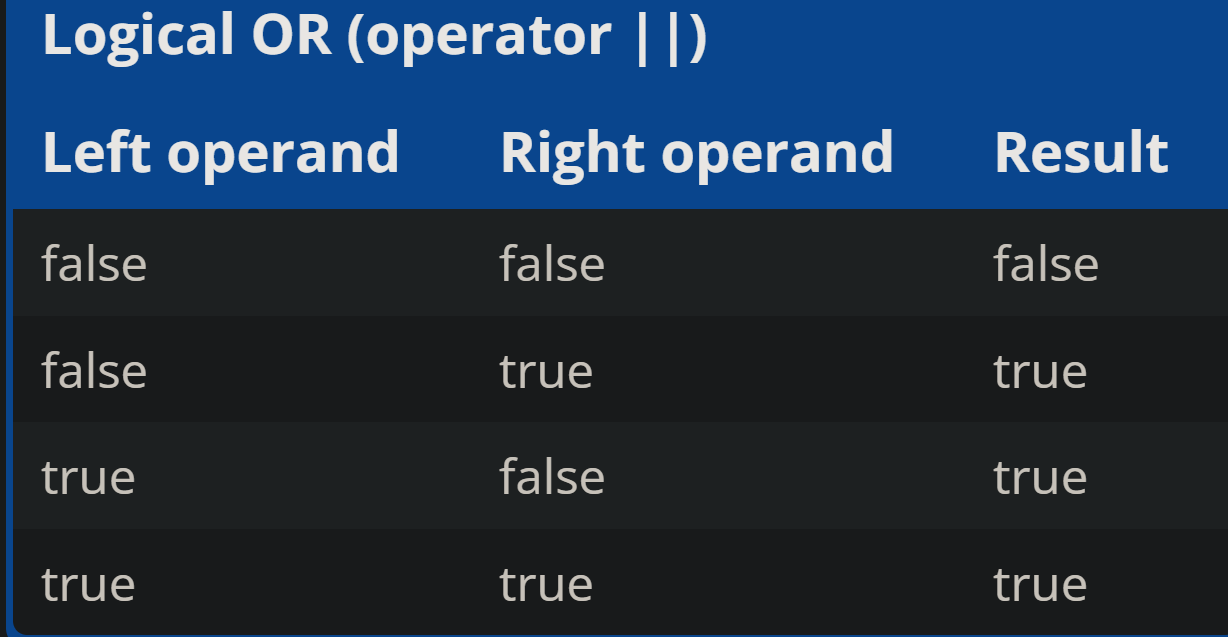 Logical OR (operator ||)
Left operand Right operand Result
false false false
false true true
true false true
true true true